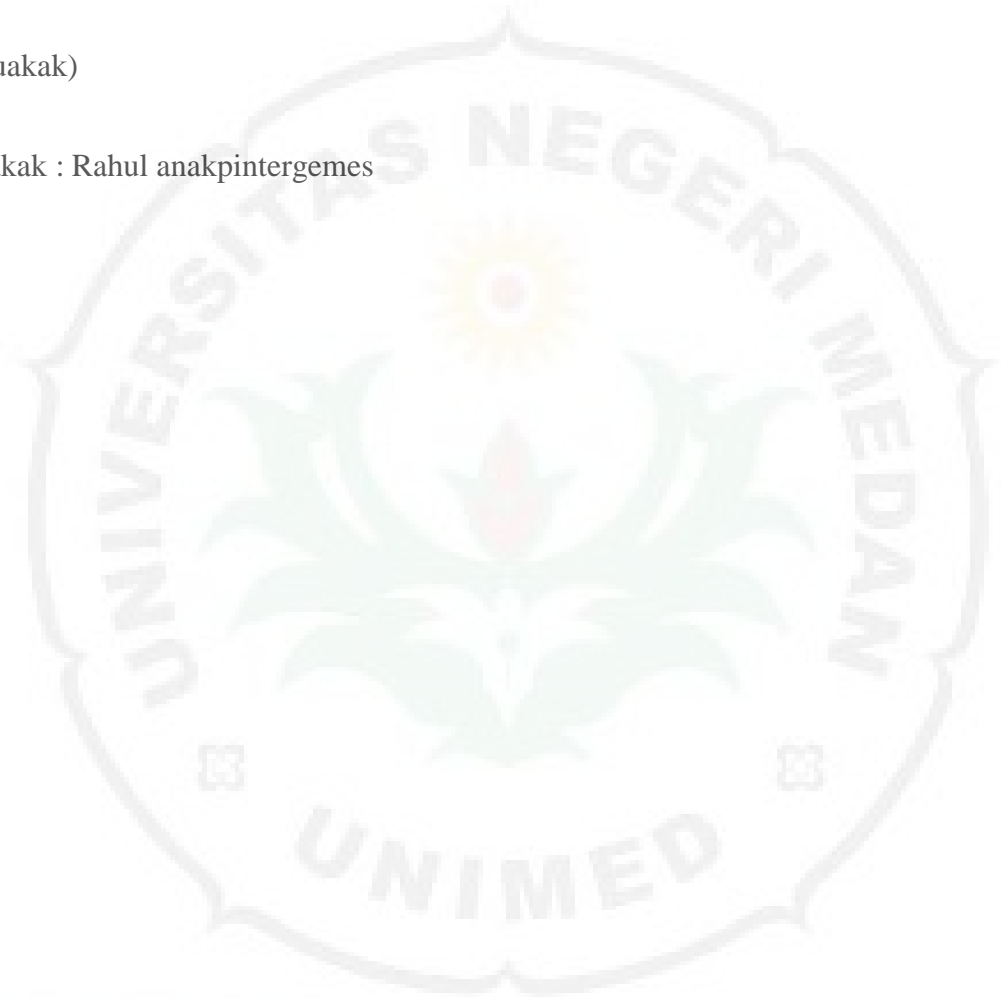 uakak)
kak : Rahul anakpintergemes
UNIVERSITAS NEGERI MEDAN
UNIMED